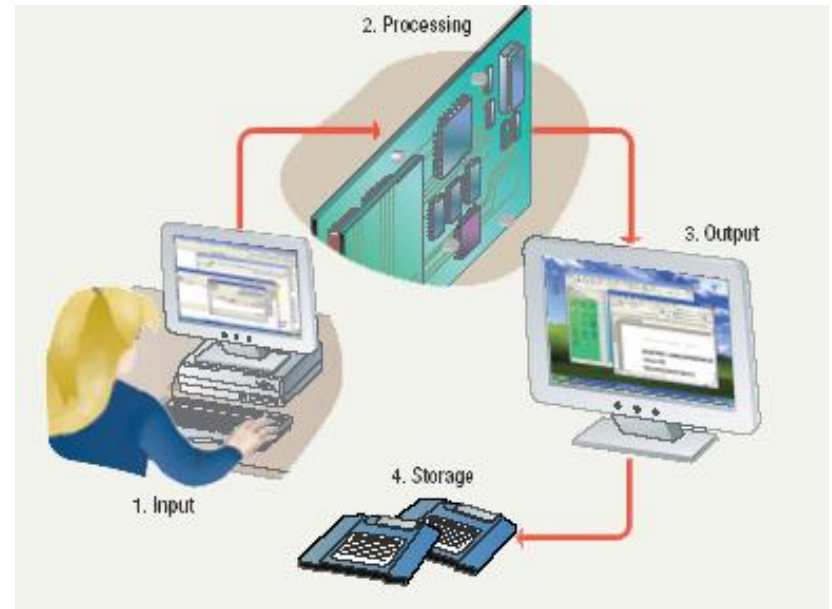 1. Input
2. Processing
3. Output
4. Storage